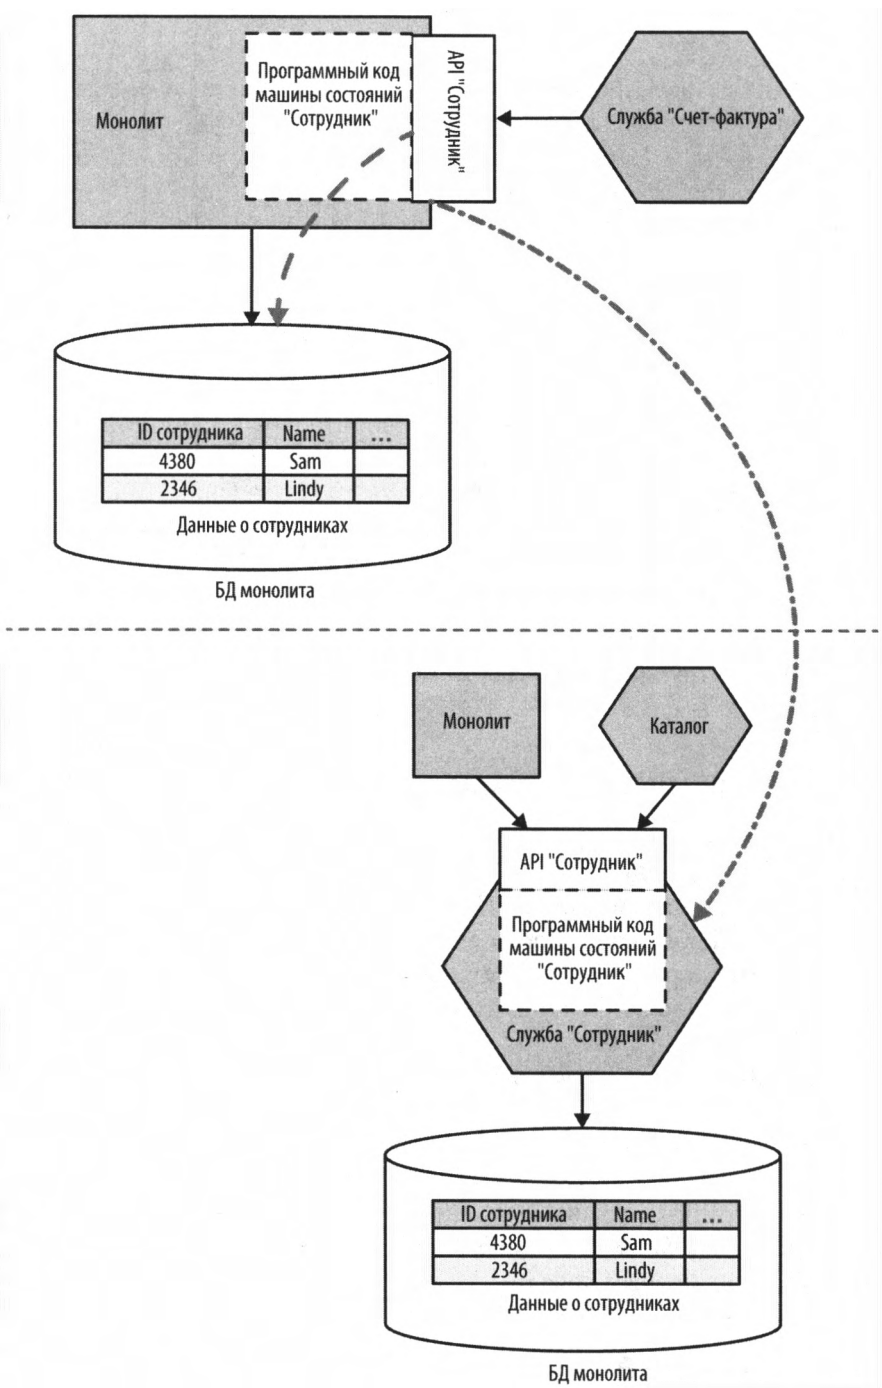 Программный код
машины состояний
"Сотрудник"
API "Сотрудник"
Монолит
Служба "Счет-фактура"
ID сотрудника Name ...
4380 Sam
2346 Lindy
Данные о сотрудниках
БД монолита
Монолит
Каталог
API "Сотрудник"
Программный код
машины состояний
"Сотрудник"
Служба "Сотрудник"
ID сотрудника Name ...
4380 Sam
2346 Lindy
Данные о сотрудниках
БД монолита